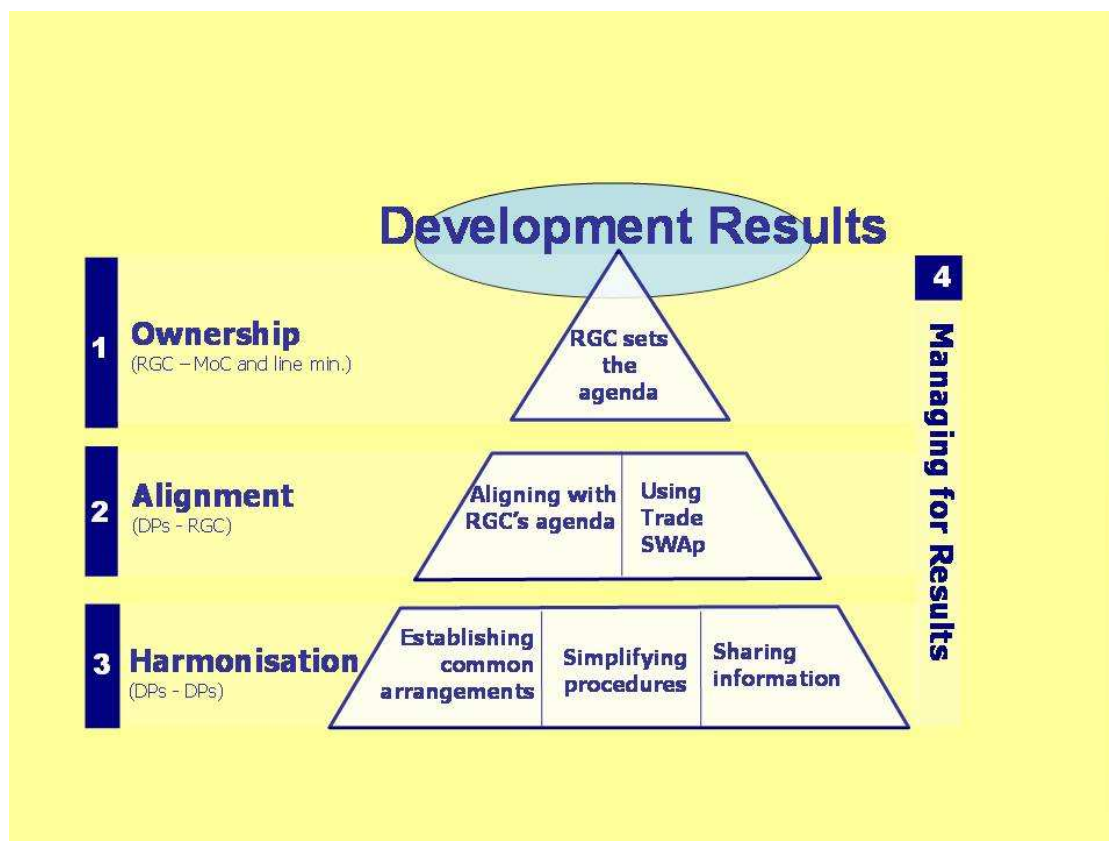 Development Results
1
Ownership
(RGC – MoC and line min.)
RGC sets
the
agenda
2
Alignment
(DPs - RGC)
Aligning with
RGC's agenda
Using
Trade
SWAp
3
Harmonisation
(DPs - DPs)
Establishing
common
arrangements
Simplifying
procedures
Sharing
information
4
Managing for Results